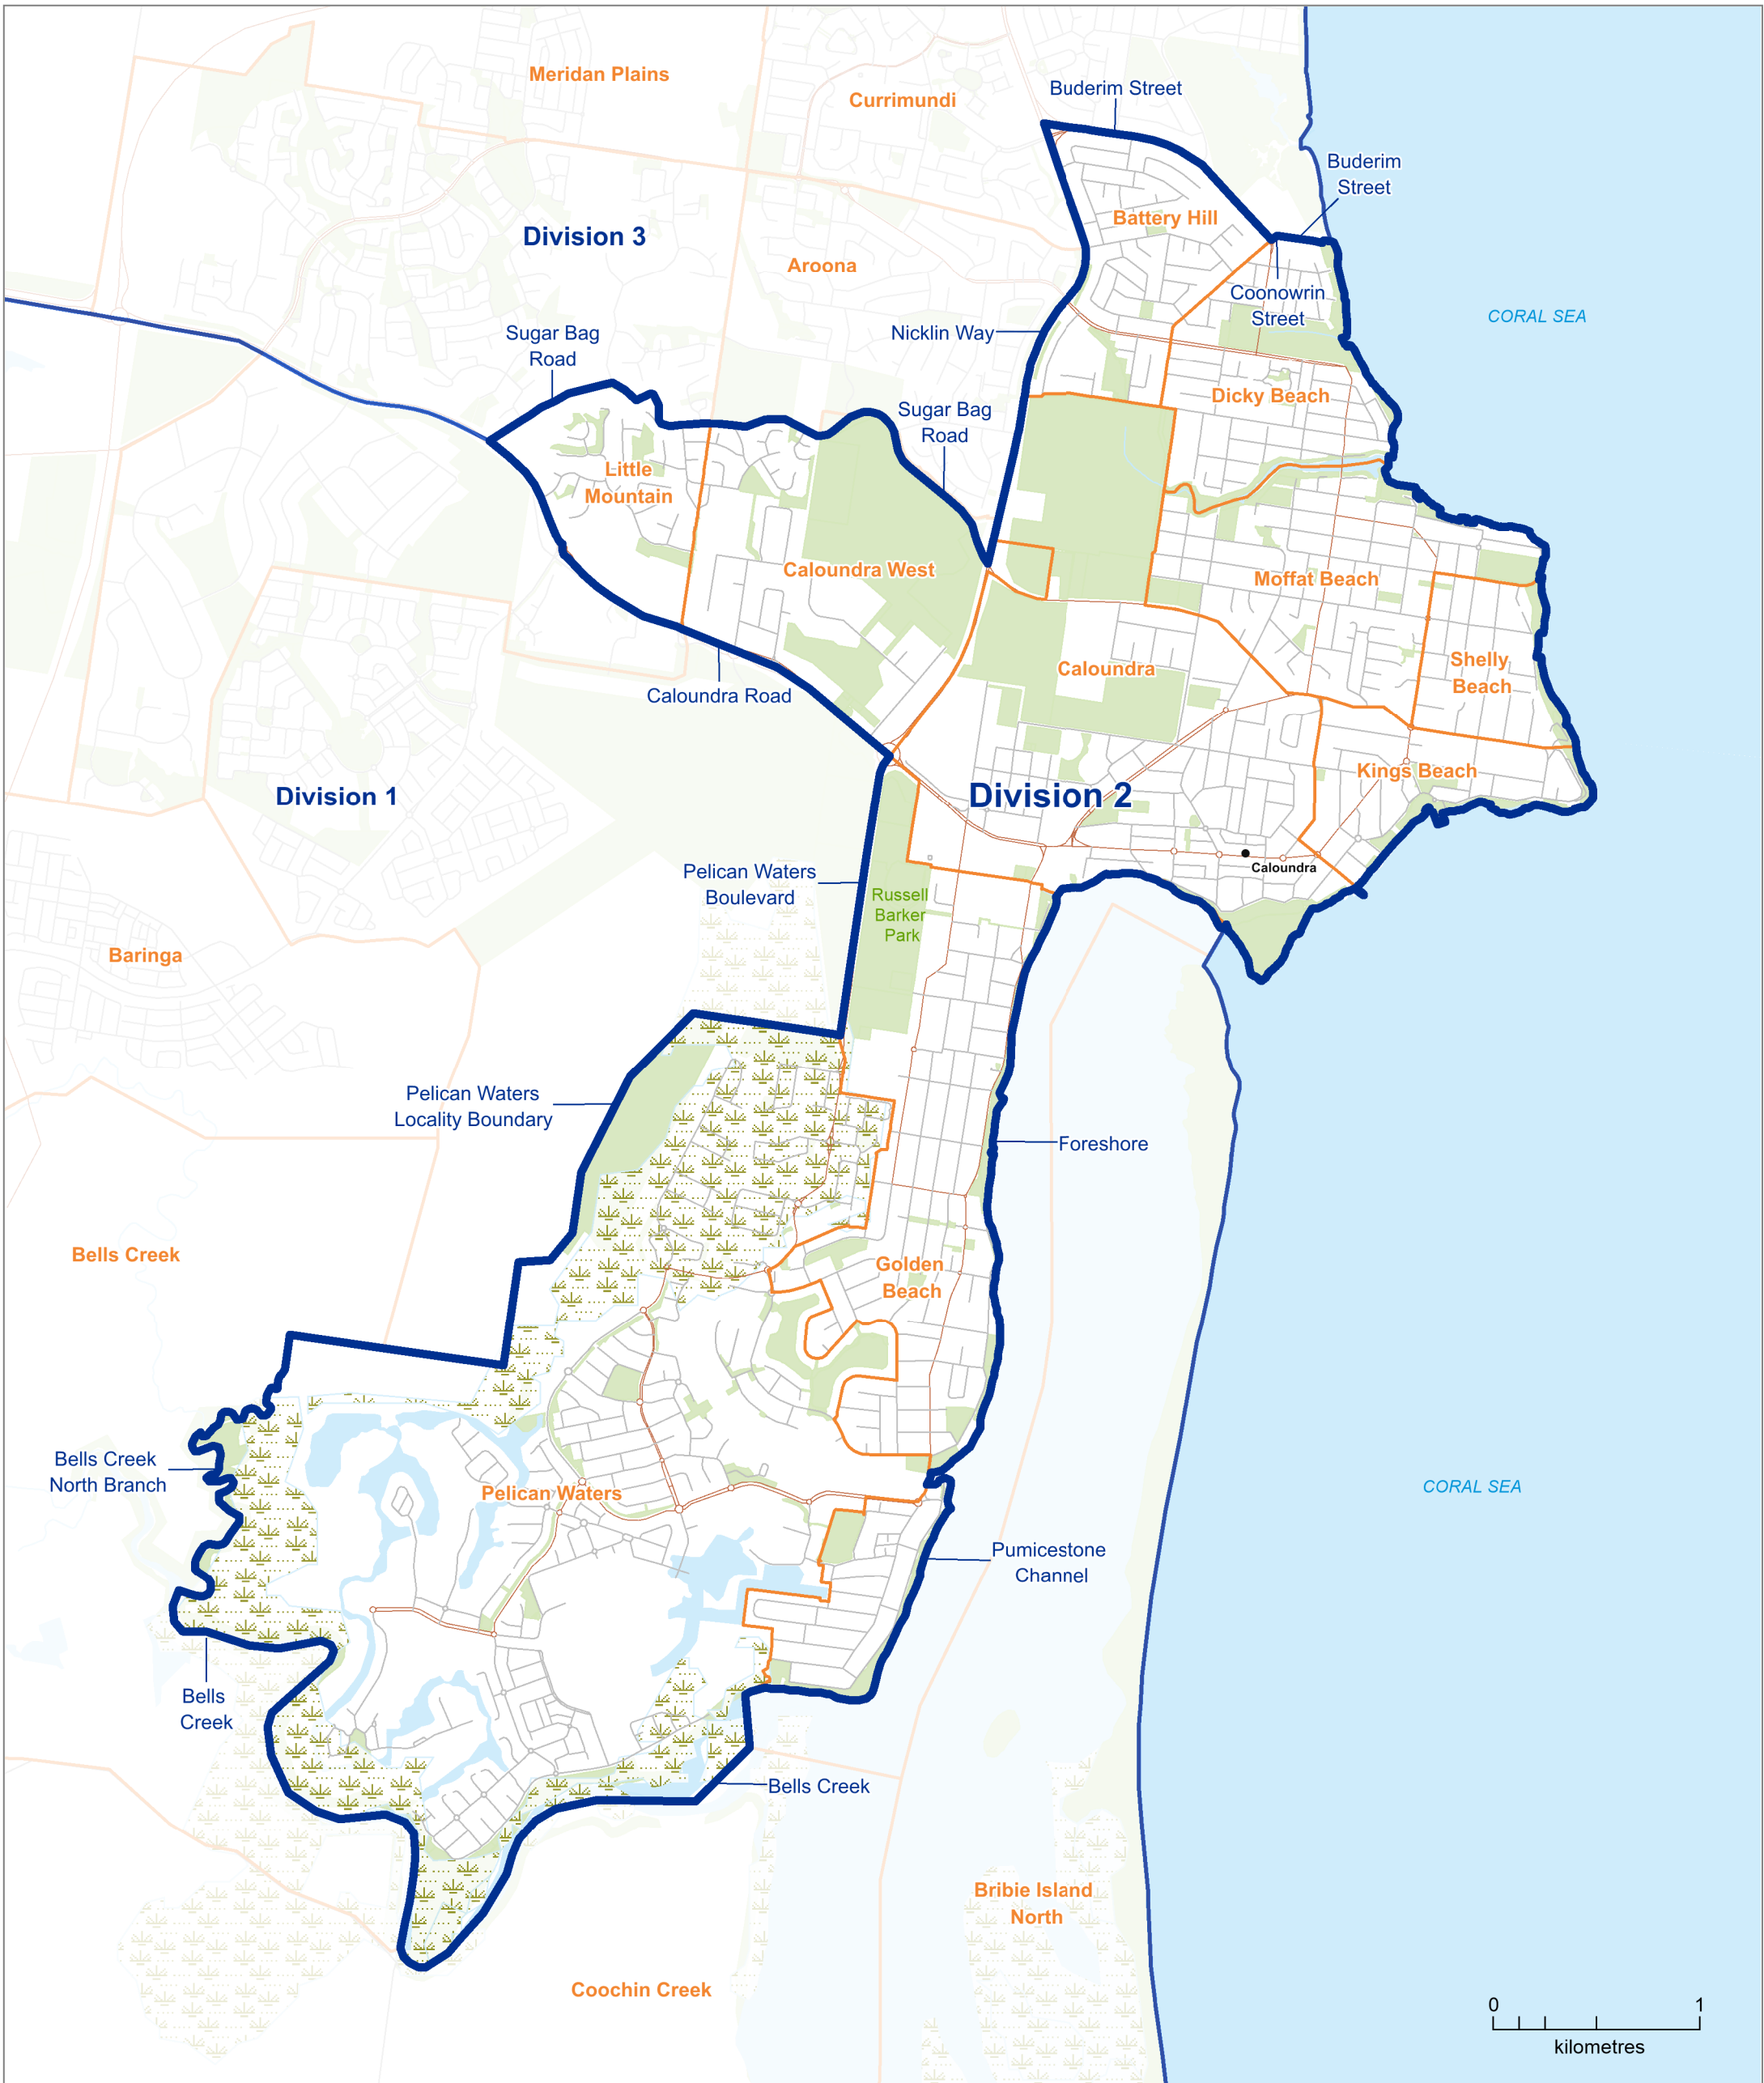 Meridan Plains
Currimundi
Buderim Street
Buderim
Street
Battery Hill
Division 3
Aroona
Coonowrin
Street
CORAL SEA
Sugar Bag
Road
Nicklin Way
Dicky Beach
Sugar Bag
Road
Little
Mountain
Caloundra West
Moffat Beach
Shelly
Beach
Caloundra
Caloundra Road
Kings Beach
Division 1
Division 2
Caloundra
Pelican Waters
Boulevard
Russell
Barker
Park
Baringa
Pelican Waters
Locality Boundary
Foreshore
Bells Creek
Golden
Beach
Bells Creek
North Branch
Pelican Waters
CORAL SEA
Pumicestone
Channel
Bells
Creek
Bells Creek
Bribie Island
North
Coochin Creek
0 1
kilometres